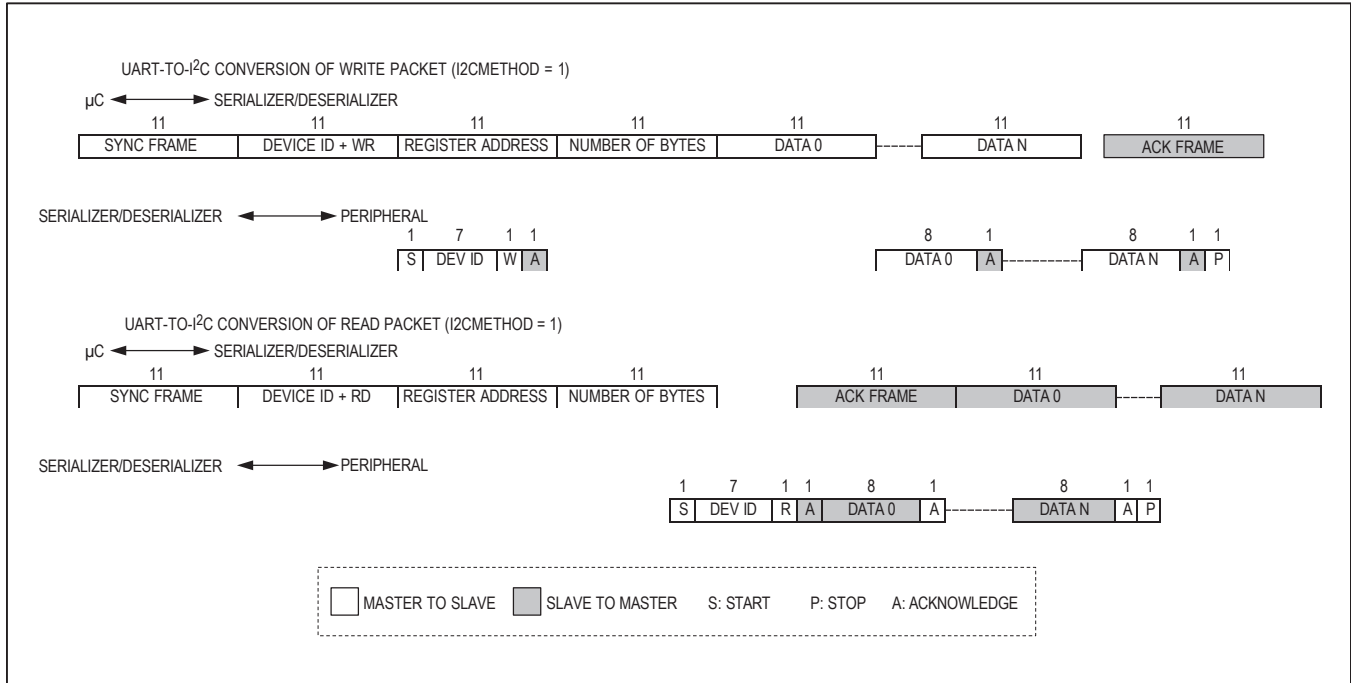 UART-TO-I2C CONVERSION OF WRITE PACKET (I2CMETHOD = 1)
µC SERIALIZER/DESERIALIZER
11 11 11 11 11 11 11
SYNC FRAME DEVICE ID + WR REGISTER ADDRESS NUMBER OF BYTES DATA 0 DATA N ACK FRAME
SERIALIZER/DESERIALIZER PERIPHERAL
1 7 1 1 8 1 8 1 1
S DEV ID W A DATA 0 A DATA N A P
UART-TO-I2C CONVERSION OF READ PACKET (I2CMETHOD = 1)
µC SERIALIZER/DESERIALIZER
11 11 11 11 11 11 11
SYNC FRAME DEVICE ID + RD REGISTER ADDRESS NUMBER OF BYTES ACK FRAME DATA 0 DATA N
SERIALIZER/DESERIALIZER PERIPHERAL
1 7 1 1 8 1 8 1 1
S DEV ID R A DATA 0 A DATA N A P
MASTER TO SLAVE SLAVE TO MASTER S: START P: STOP A: ACKNOWLEDGE